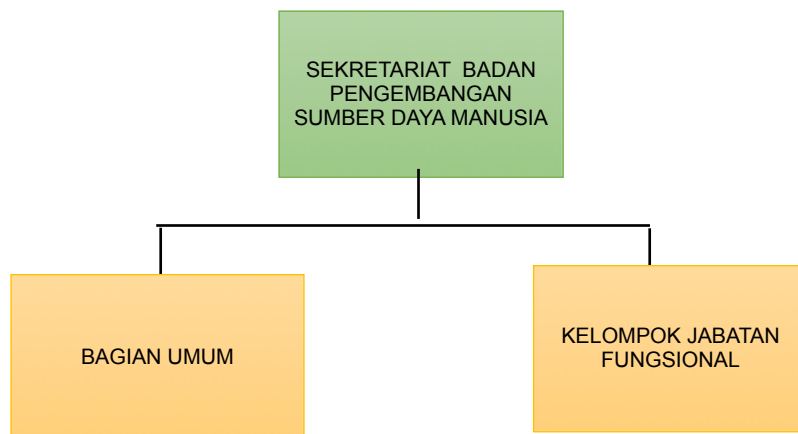 SEKRETARIAT BADAN
PENGEMBANGAN
SUMBER DAYA MANUSIA
BAGIAN UMUM
KELOMPOK JABATAN
FUNGSIONAL